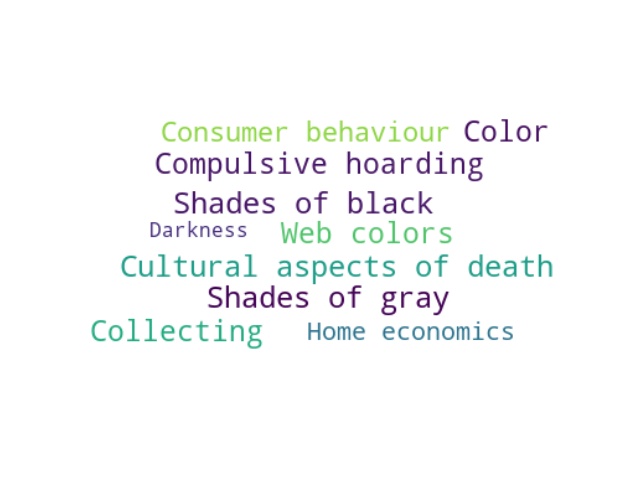 Consumer behaviour Color
Compulsive hoarding
Shades of black
Darkness Web colors
Cultural aspects of death
Shades of gray
Collecting Home economics